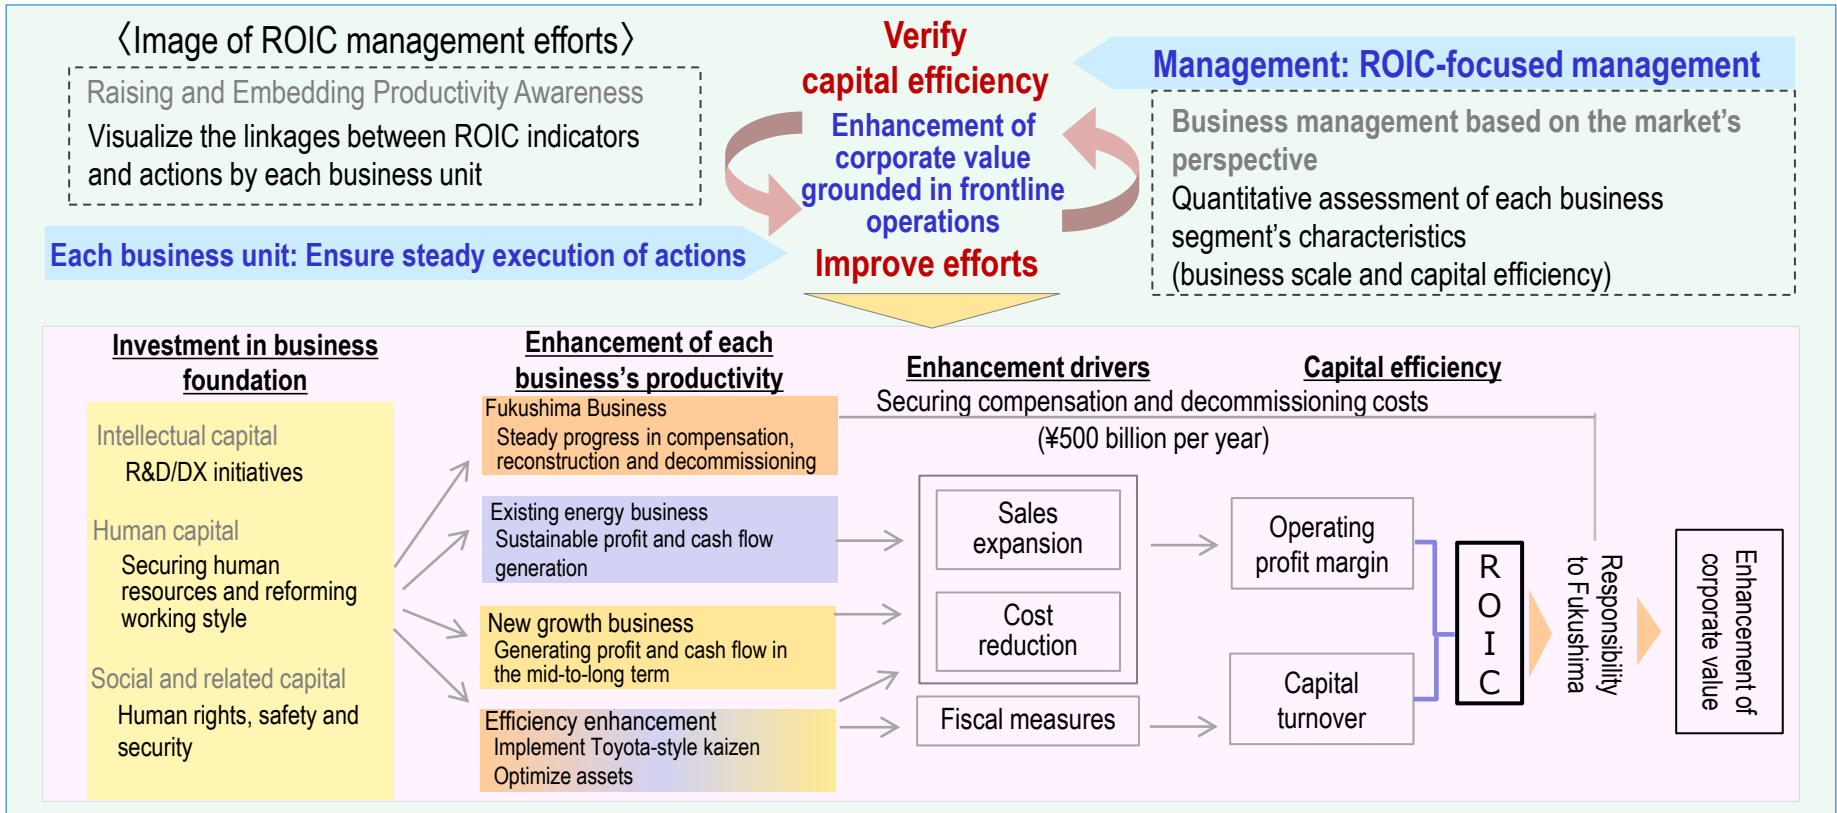 〈Image of ROIC management efforts〉
Raising and Embedding Productivity Awareness
Visualize the linkages between ROIC indicators
and actions by each business unit
Each business unit: Ensure steady execution of actions
Verify
capital efficiency
Enhancement of
corporate value
grounded in frontline
operations
Improve efforts
Management: ROIC-focused management
Business management based on the market’s
perspective
Quantitative assessment of each business
segment’s characteristics
(business scale and capital efficiency)
Investment in business
foundation
Intellectual capital
R&D/DX initiatives
Human capital
Securing human
resources and reforming
working style
Social and related capital
Human rights, safety and
security
Enhancement of each
business’s productivity
Fukushima Business
Steady progress in compensation,
reconstruction and decommissioning
Existing energy business
Sustainable profit and cash flow
generation
New growth business
Generating profit and cash flow in
the mid-to-long term
Efficiency enhancement
Implement Toyota-style kaizen
Optimize assets
Enhancement drivers
Capital efficiency
Securing compensation and decommissioning costs
(¥500 billion per year)
Sales
expansion
Cost
reduction
Fiscal measures
Operating
profit margin
Capital
turnover
ROIC
Responsibility
to Fukushima
Enhancement of
corporate value